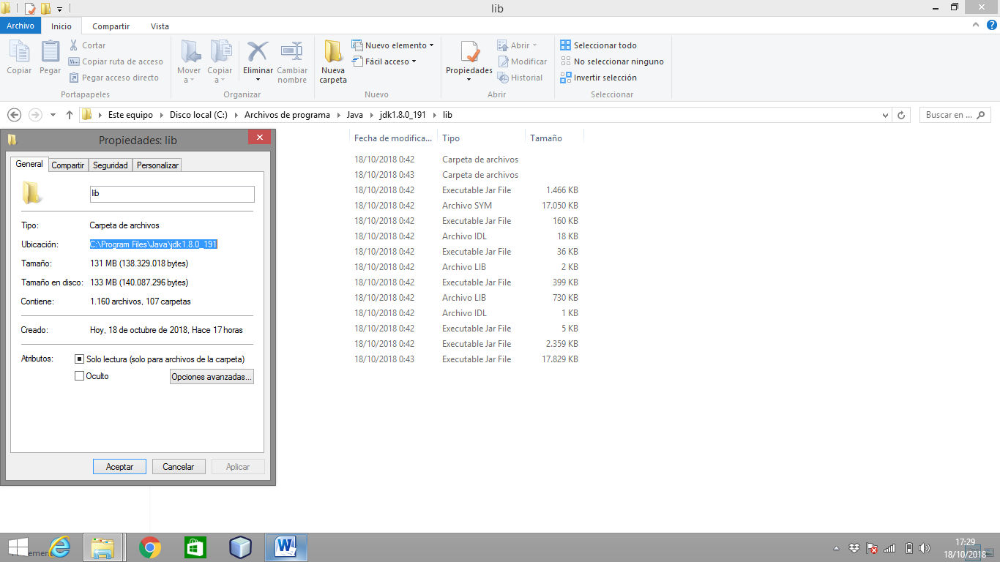 lib
Archivo Inicio Compartir Vista
Copiar
Pegar
Cortar
Copiar ruta de acceso
Pegar acceso directo
Portapapeles
Mover a
Copiar a
Eliminar
Cambiar nombre
Organizar
Nueva carpeta
Nuevo elemento
Fácil acceso
Nuevo
Propiedades
Abrir
Modificar
Historial
Abrir
Seleccionar todo
No seleccionar ninguno
Invertir selección
Seleccionar
Este equipo Disco local (C:) Archivos de programa Java jdk1.8.0_191 lib
Buscar en ...
Propiedades: lib
General Compartir Seguridad Personalizar
lib
Tipo: Carpeta de archivos
Ubicación: C:\Program Files\Java\jdk1.8.0_191
Tamaño: 131 MB (138.329.018 bytes)
Tamaño en disco: 133 MB (140.087.296 bytes)
Contiene: 1.160 archivos, 107 carpetas
Creado: Hoy, 18 de octubre de 2018, Hace 17 horas
Atributos: Solo lectura (solo para archivos de la carpeta)
Oculto
Opciones avanzadas...
Aceptar Cancelar Aplicar
Fecha de modifica... Tipo Tamaño
18/10/2018 0:42 Carpeta de archivos
18/10/2018 0:43 Carpeta de archivos
18/10/2018 0:42 Executable Jar File 1.466 KB
18/10/2018 0:42 Archivo SYM 17.050 KB
18/10/2018 0:42 Executable Jar File 160 KB
18/10/2018 0:42 Archivo IDL 18 KB
18/10/2018 0:42 Executable Jar File 36 KB
18/10/2018 0:42 Archivo LIB 2 KB
18/10/2018 0:42 Executable Jar File 399 KB
18/10/2018 0:42 Archivo LIB 730 KB
18/10/2018 0:42 Archivo IDL 1 KB
18/10/2018 0:42 Executable Jar File 5 KB
18/10/2018 0:42 Executable Jar File 2.359 KB
18/10/2018 0:43 Executable Jar File 17.829 KB
17:29
18/10/2018